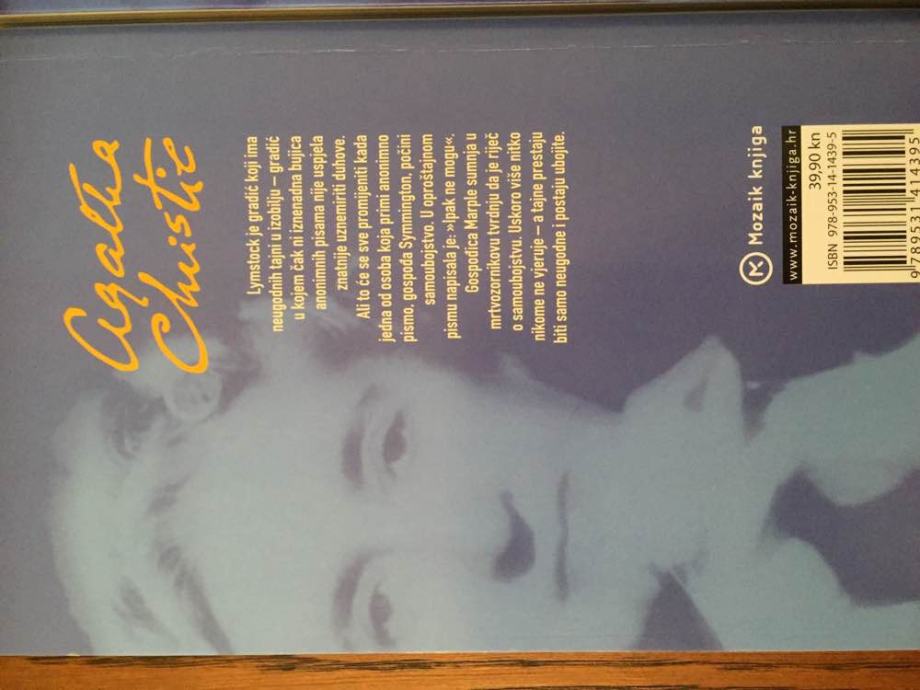 Agatha
Christie
Lymstock je gradić koji ima
neugodnih tajni u izobilju – gradić
u kojem čak ni iznenadna bujica
anonimnih pisama nije uspjela
znatnije uznemiriti duhove.
Ali to će se sve promijeniti kada
jedna od osoba koja primi anonimno
pismo, gospođa Symmington, počini
samoubojstvo. U oproštajnom
pismu napisala je: »Ipak ne mogu«.
Gospođica Marple sumnja u
mrtvozornikovu tvrdnju da je riječ
o samoubojstvu. Uskoro više nitko
nikome ne vjeruje – a tajne prestaju
biti samo neugodne i postaju ubojite.
Mozaik knjiga
www.mozaik-knjiga.hr
39,90 kn
ISBN 978-953-14-1439-5
9 789531 414395